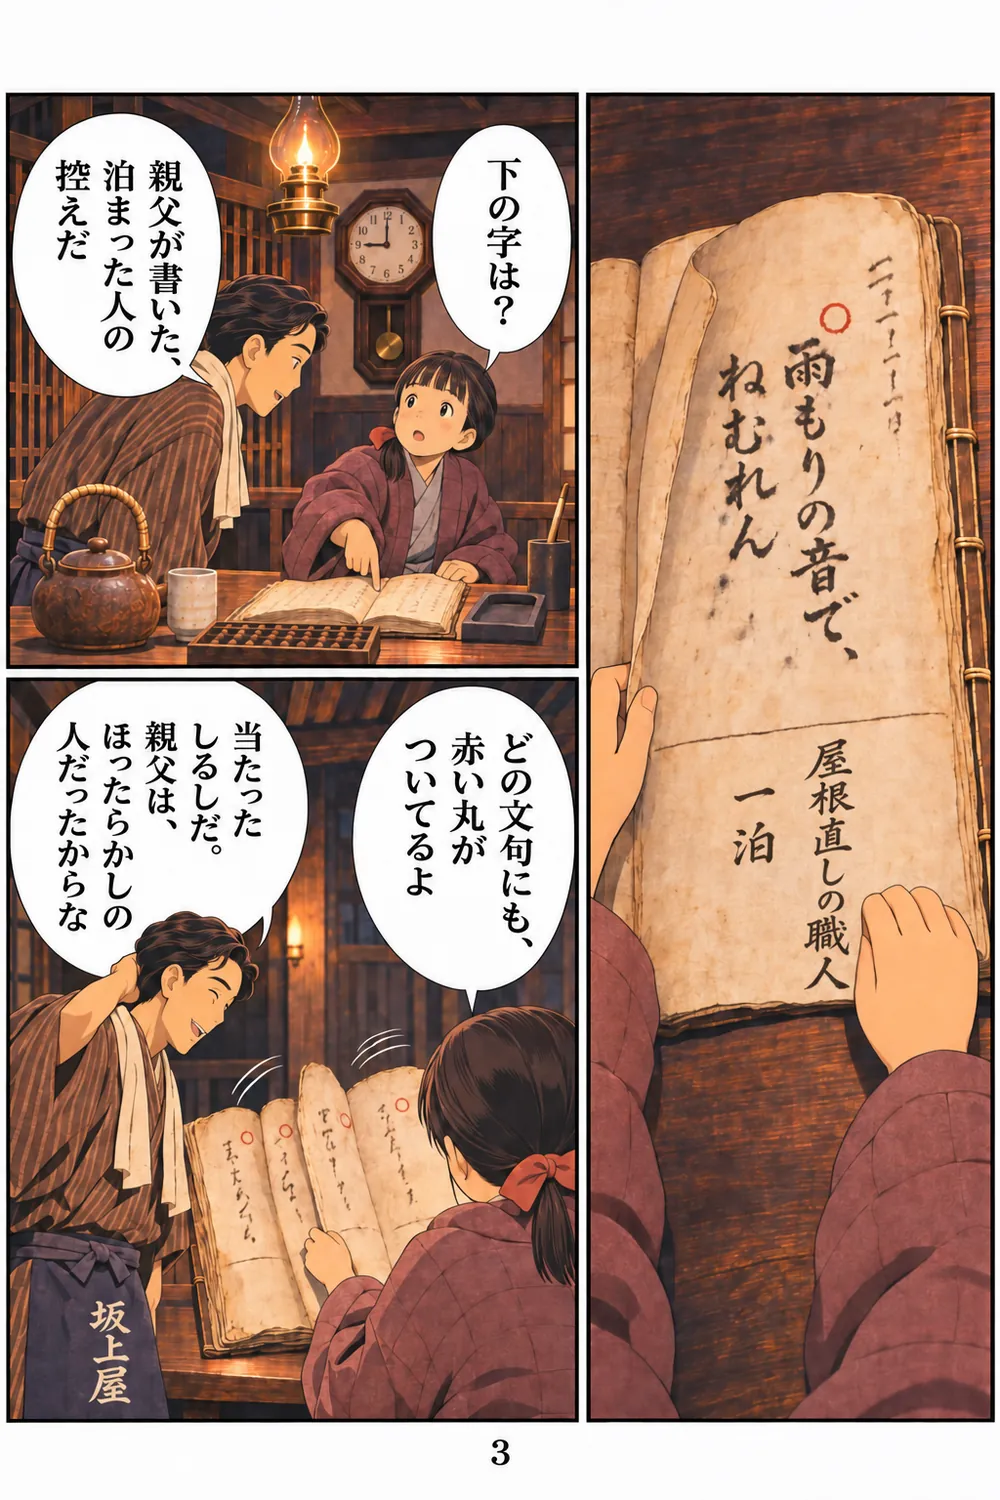 雨もりの音で、
ねむれん
屋根直しの職人
一泊
下の字は?
親父が書いた、
泊まった人の
控えだ
どの文句にも、
赤い丸が
ついてるよ
当たった
しるしだ。
親父は、
ほったらかしの
人だったからな
坂上屋
3